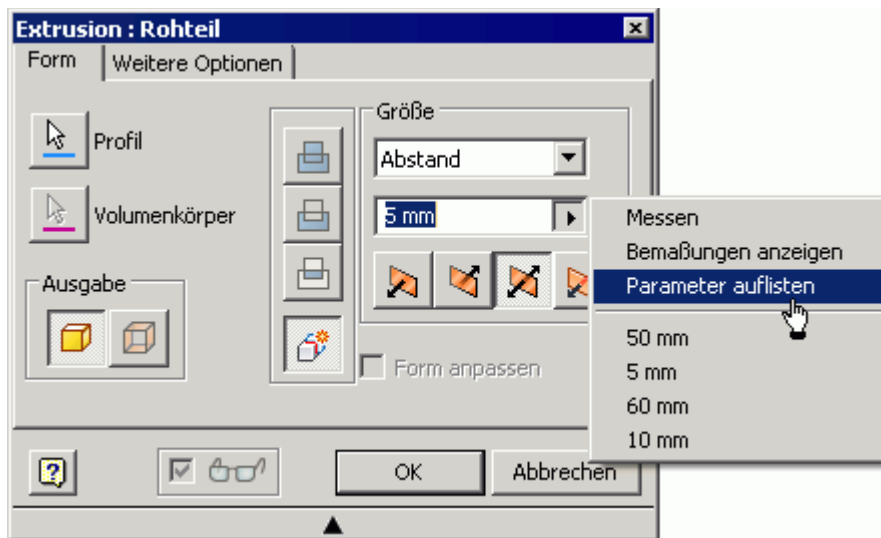 Extrusion : Rohteil
Form
Weitere Optionen
Profil
Volumenkörper
Ausgabe
Größe
Abstand
5 mm
Form anpassen
OK
Abbrechen
Messen
Bemaßungen anzeigen
Parameter auflisten
50 mm
5 mm
60 mm
10 mm